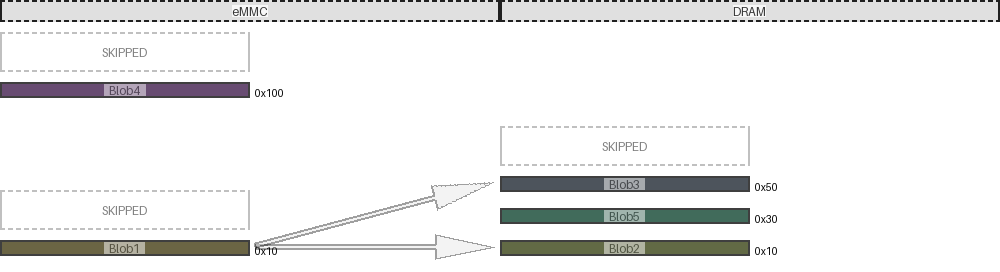 eMMC
DRAM
SKIPPED
Blob4
0x100
SKIPPED
Blob3
0x50
SKIPPED
Blob5
0x30
Blob1
0x10
Blob2
0x10